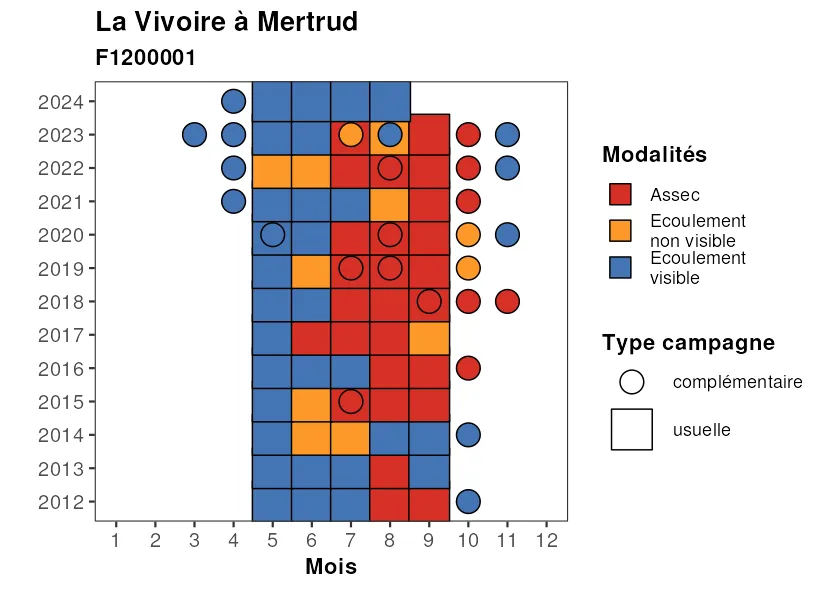 La Vivoire à Mertrud
F1200001
2024
2023
2022
2021
2020
2019
2018
2017
2016
2015
2014
2013
2012
1 2 3 4 5 6 7 8 9 10 11 12
Mois
Modalités
Assec
Ecoulement
non visible
Ecoulement
visible
Type campagne
complémentaire
usuelle